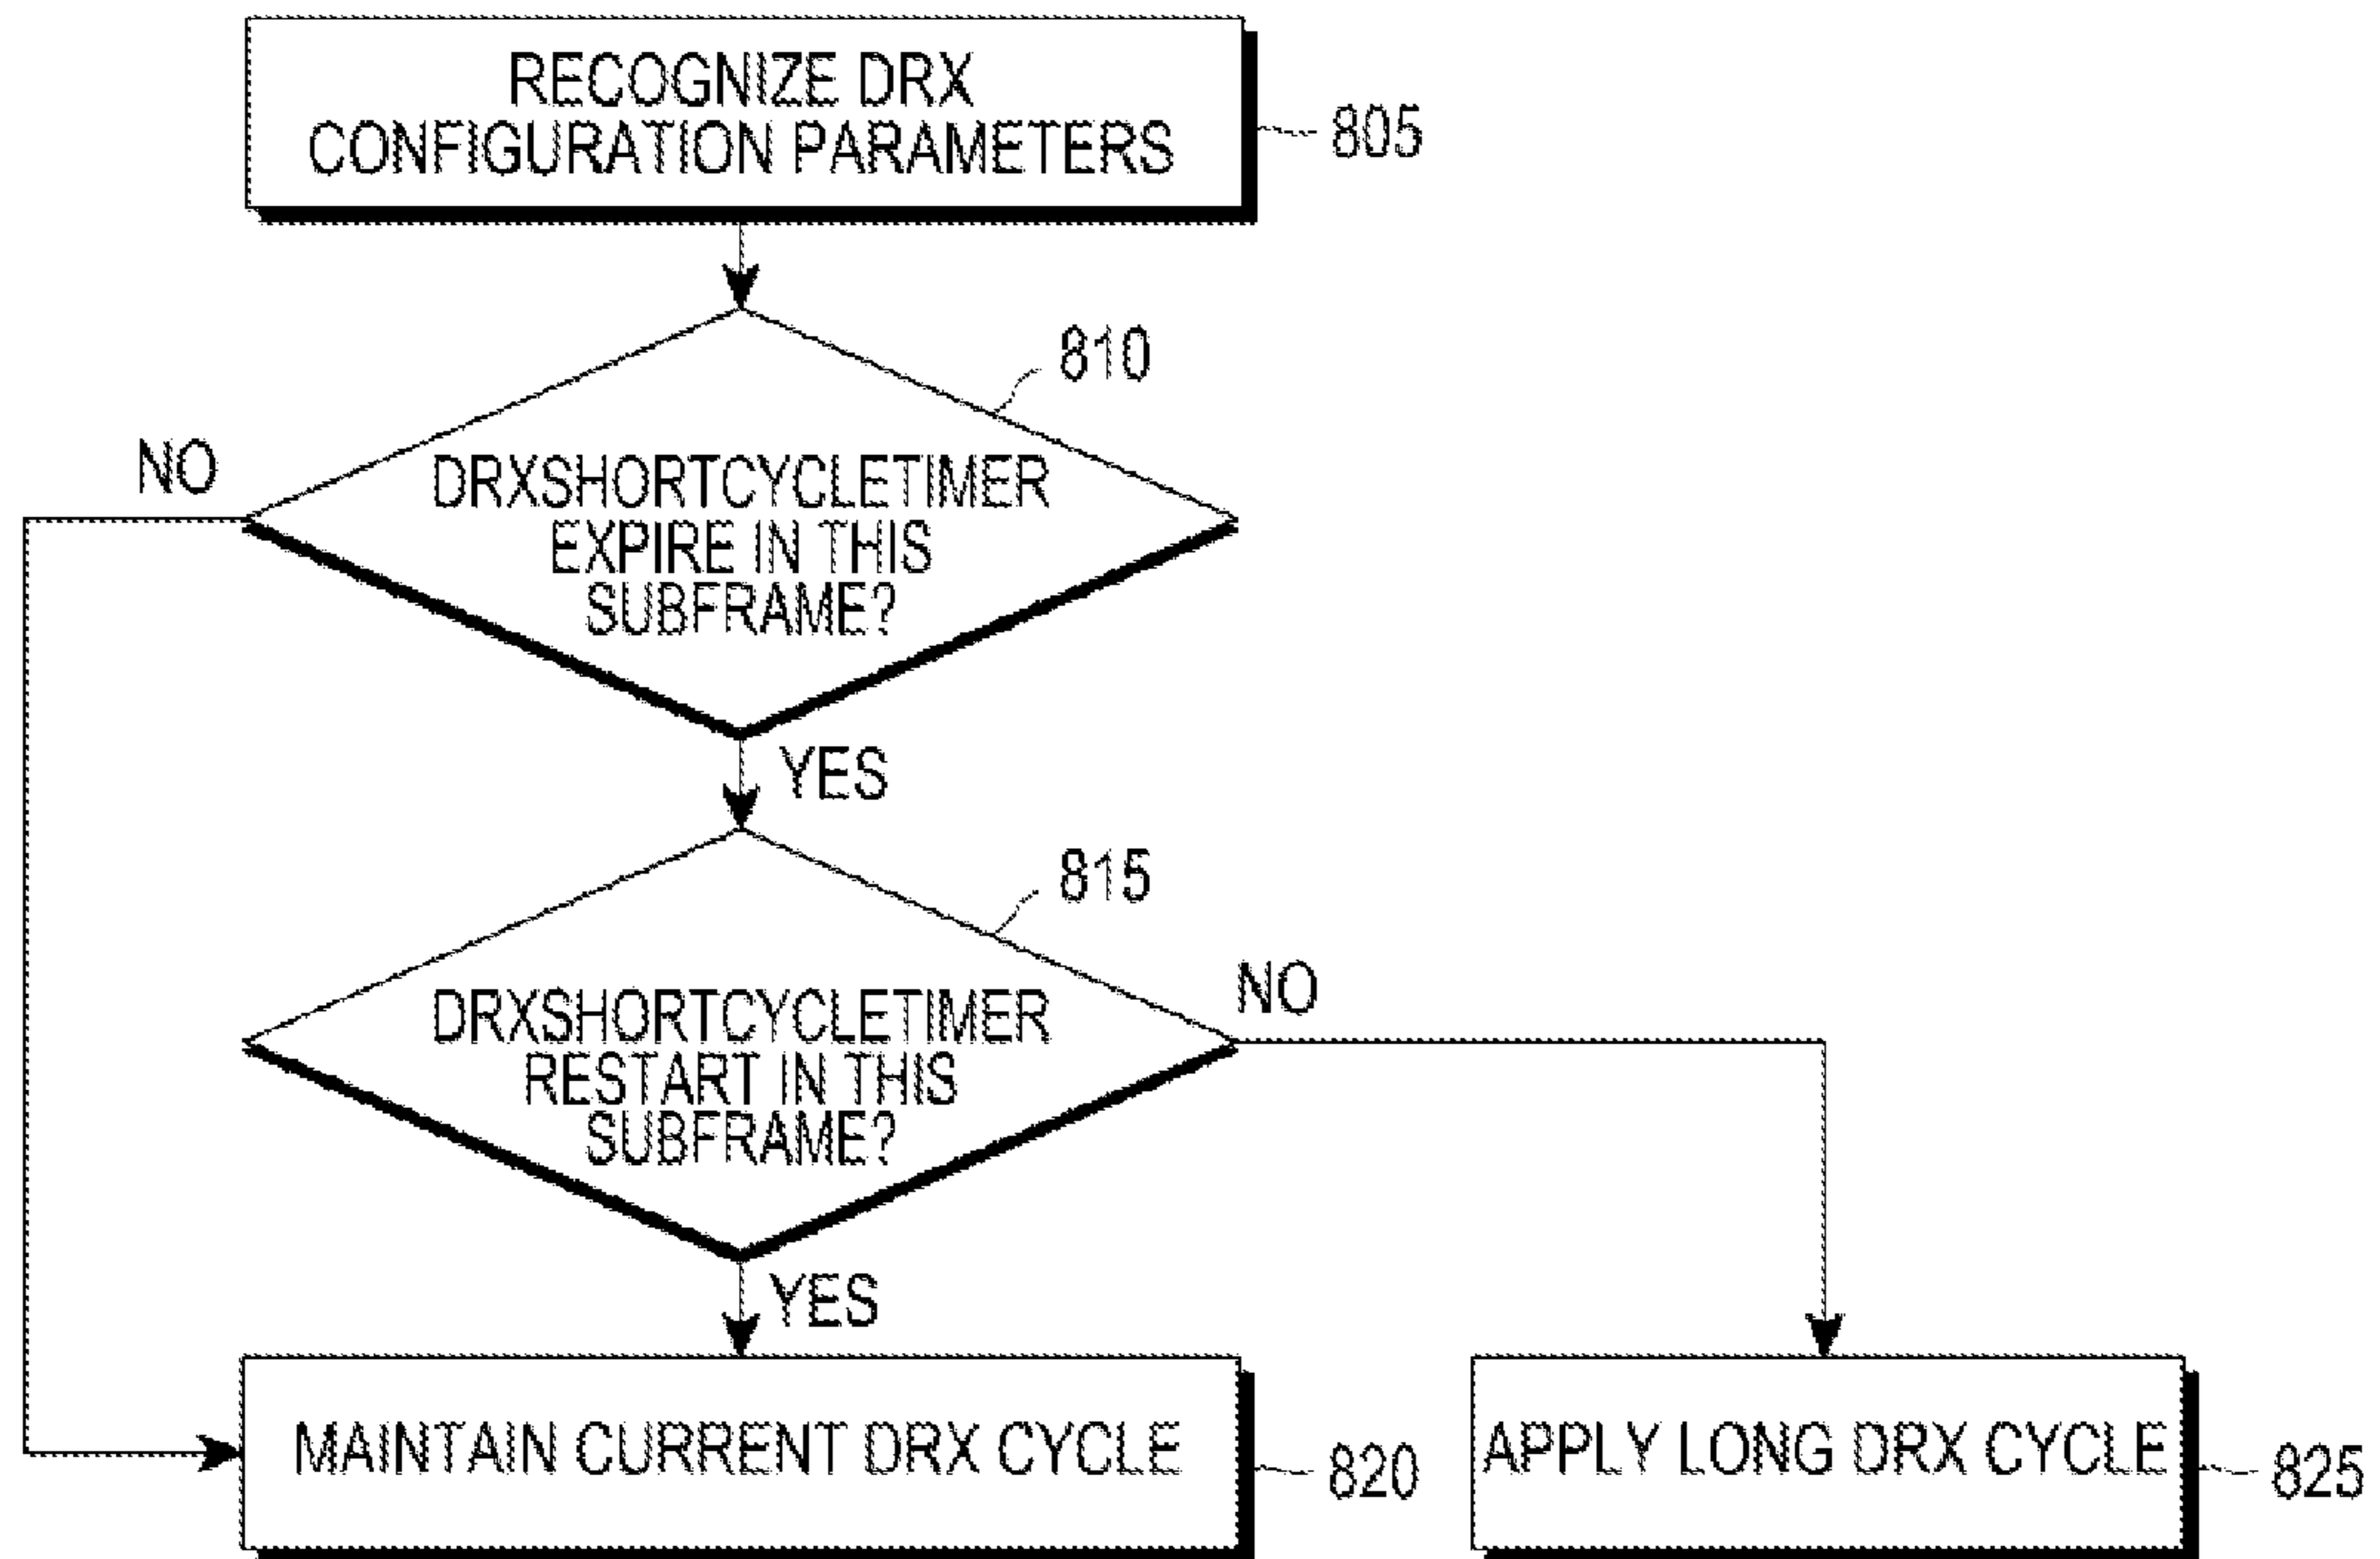 RECOGNIZE DRX
CONFIGURATION PARAMETERS
805
810
NO
DRXSHORTCYCLETIMER
EXPIRE IN THIS
SUBFRAME?
YES
815
NO
DRXSHORTCYCLETIMER
RESTART IN THIS
SUBFRAME?
YES
MAINTAIN CURRENT DRX CYCLE
820
APPLY LONG DRX CYCLE
825